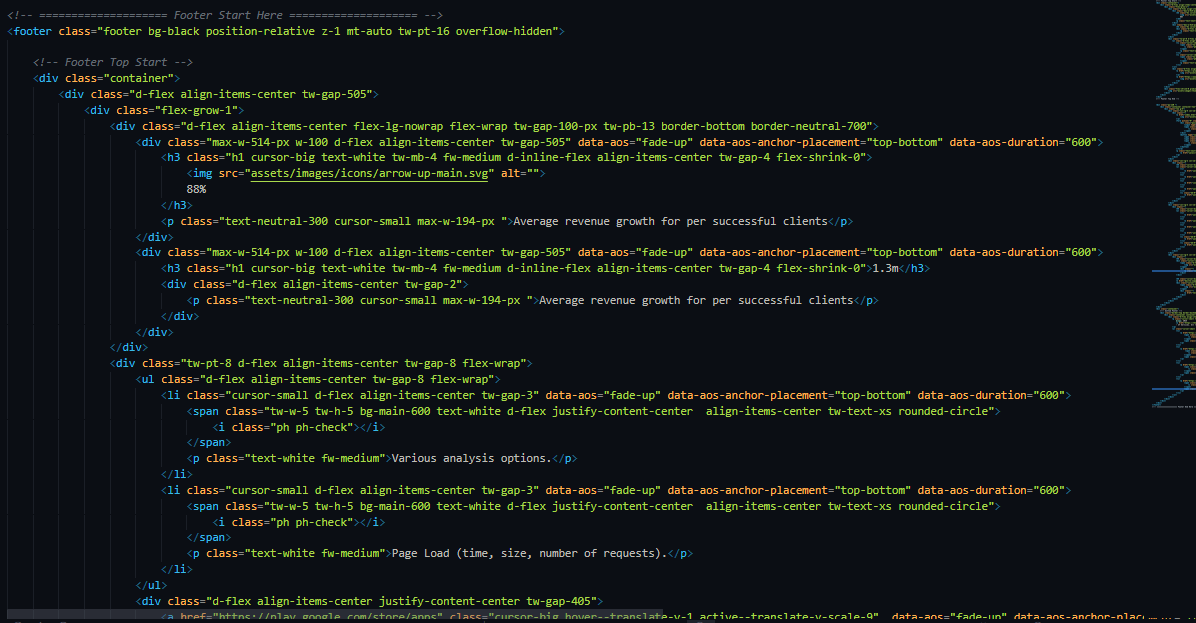 <!-- ==================== Footer Start Here ==================== -->
<footer class="footer bg-black position-relative z-1 mt-auto tw-pt-16 overflow-hidden">
<!-- Footer Top Start -->
<div class="container">
<div class="d-flex align-items-center tw-gap-505">
<div class="flex-grow-1">
<div class="d-flex align-items-center flex-lg-nowrap flex-wrap tw-gap-100-px tw-pb-13 border-bottom border-neutral-700">
<div class="max-w-514-px w-100 d-flex align-items-center tw-gap-505" data-aos="fade-up" data-aos-anchor-placement="top-bottom" data-aos-duration="600">
<h3 class="h1 cursor-big text-white tw-mb-4 fw-medium d-inline-flex align-items-center tw-gap-4 flex-shrink-0">
<img src="assets/images/icons/arrow-up-main.svg" alt="">
88%
</h3>
<p class="text-neutral-300 cursor-small max-w-194-px ">Average revenue growth for per successful clients</p>
</div>
<div class="max-w-514-px w-100 d-flex align-items-center tw-gap-505" data-aos="fade-up" data-aos-anchor-placement="top-bottom" data-aos-duration="600">
<h3 class="h1 cursor-big text-white tw-mb-4 fw-medium d-inline-flex align-items-center tw-gap-4 flex-shrink-0">1.3m</h3>
<div class="d-flex align-items-center tw-gap-2">
<p class="text-neutral-300 cursor-small max-w-194-px ">Average revenue growth for per successful clients</p>
</div>
</div>
</div>
<div class="tw-pt-8 d-flex align-items-center tw-gap-8 flex-wrap">
<ul class="d-flex align-items-center tw-gap-8 flex-wrap">
<li class="cursor-small d-flex align-items-center tw-gap-3" data-aos="fade-up" data-aos-anchor-placement="top-bottom" data-aos-duration="600">
<span class="tw-w-5 tw-h-5 bg-main-600 text-white d-flex justify-content-center  align-items-center tw-text-xs rounded-circle">
<i class="ph ph-check"></i>
</span>
<p class="text-white fw-medium">Various analysis options.</p>
</li>
<li class="cursor-small d-flex align-items-center tw-gap-3" data-aos="fade-up" data-aos-anchor-placement="top-bottom" data-aos-duration="600">
<span class="tw-w-5 tw-h-5 bg-main-600 text-white d-flex justify-content-center  align-items-center tw-text-xs rounded-circle">
<i class="ph ph-check"></i>
</span>
<p class="text-white fw-medium">Page Load (time, size, number of requests).</p>
</li>
</ul>
<div class="d-flex align-items-center justify-content-center tw-gap-405">
<a href="https://play.google.com/store/apps" class="cursor-big hover--translate-y-1 active--translate-y-scale-9"  data-aos="fade-up" data-aos-anchor-plac